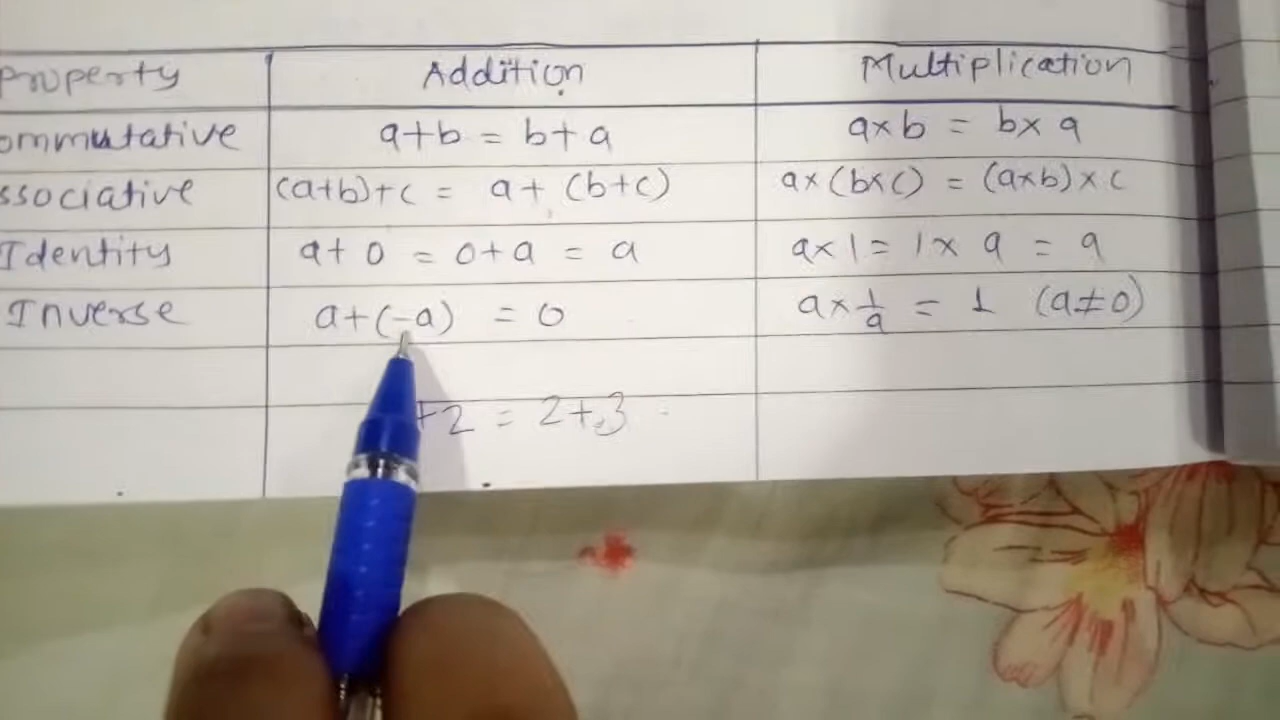 Property Addition Multiplication
ommutative a+b = b+a a×b = b×a
ssociative (a+b)+c = a+ (b+c) a×(b×c) = (a×b)×c
Identity a+0 = 0+a = a a×1 = 1×a = a
Inverse a+(-a) = 0 a×1/a = 1 (a≠0)
+2 = 2+3